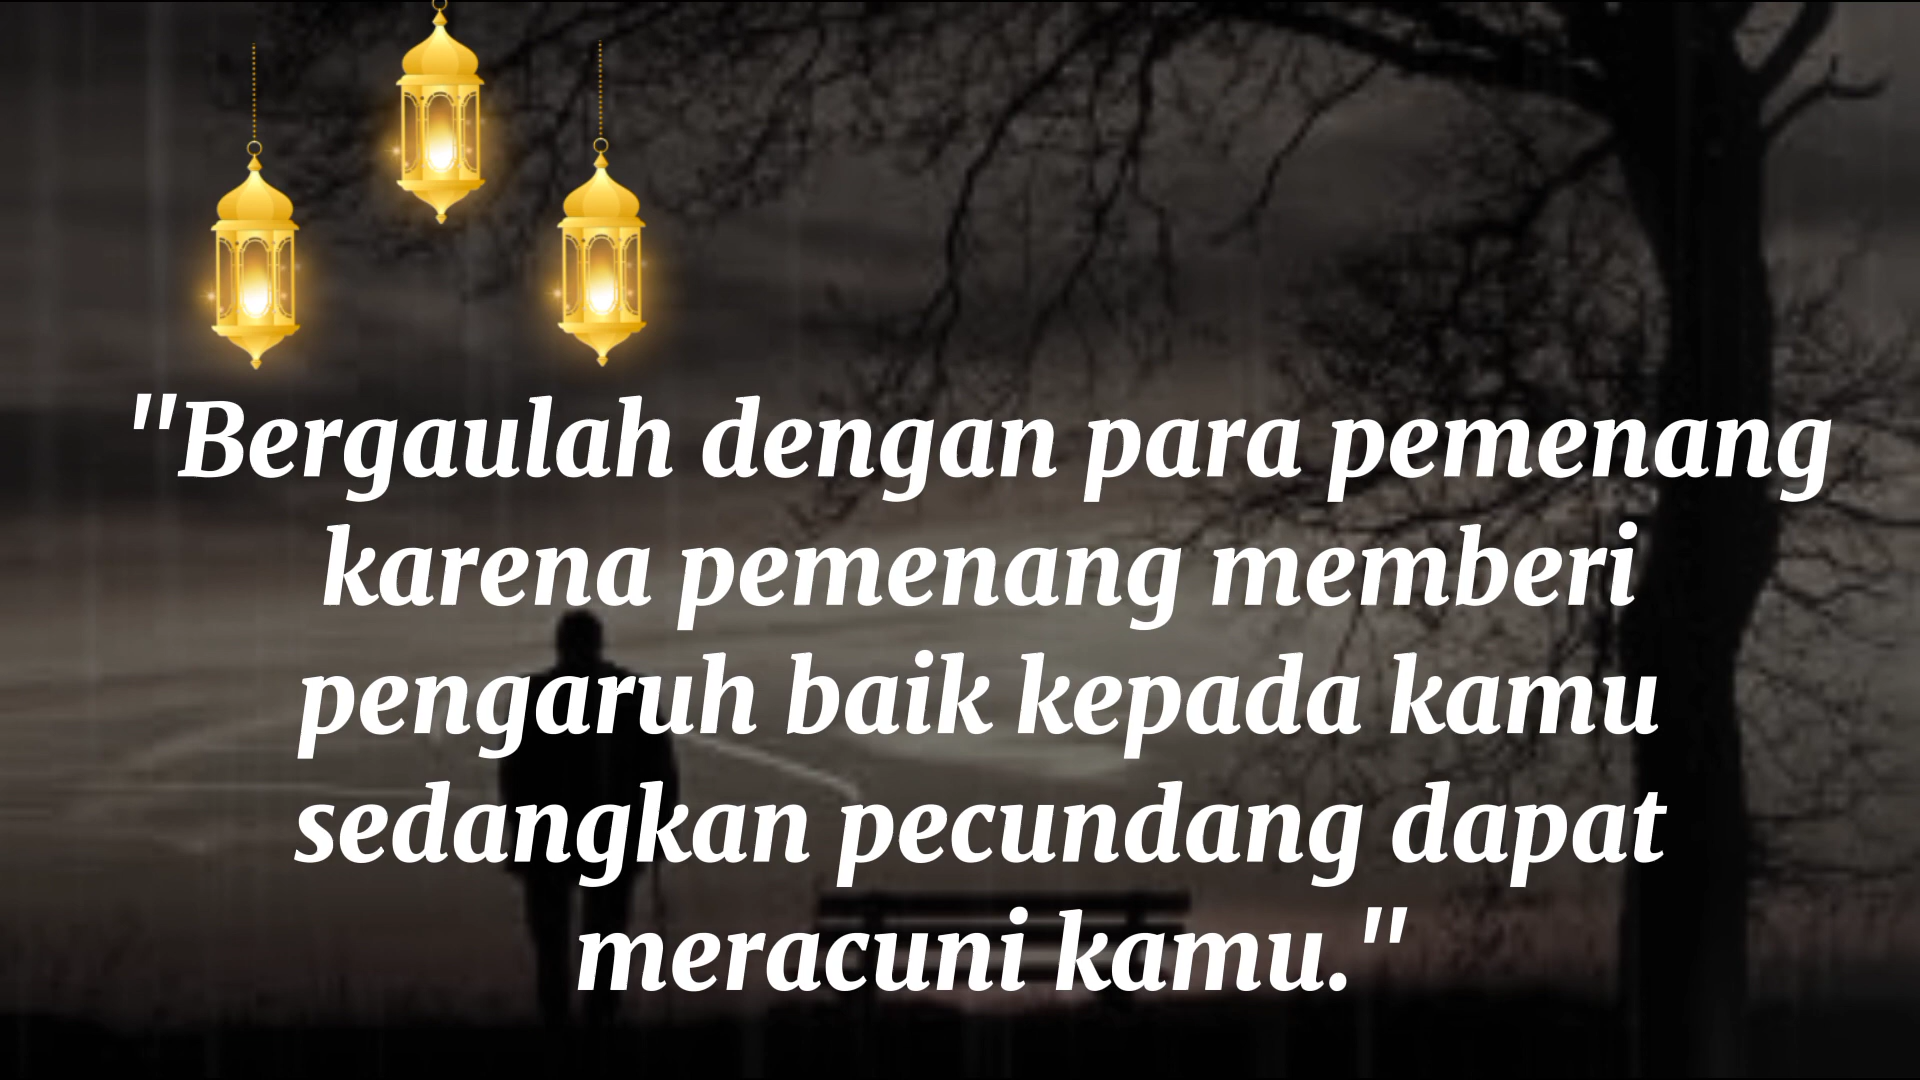 "Bergaulah dengan para pemenang
karena pemenang memberi
pengaruh baik kepada kamu
sedangkan pecundang dapat
meracuni kamu."